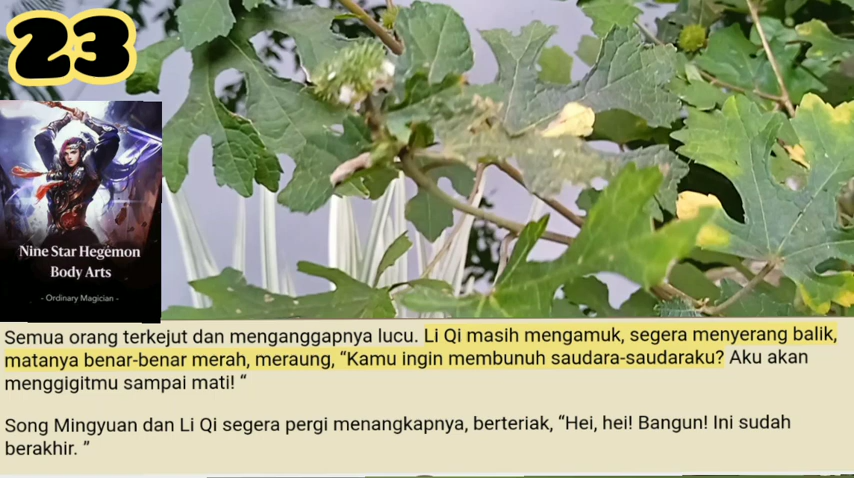 23
Nine Star Hegemon
Body Arts
- Ordinary Magician -
Semua orang terkejut dan menganggapnya lucu. Li Qi masih mengamuk, segera menyerang balik,
matanya benar-benar merah, meraung, “Kamu ingin membunuh saudara-saudaraku? Aku akan
menggigitmu sampai mati! “
Song Mingyuan dan Li Qi segera pergi menangkapnya, berteriak, “Hei, hei! Bangun! Ini sudah
berakhir. ”